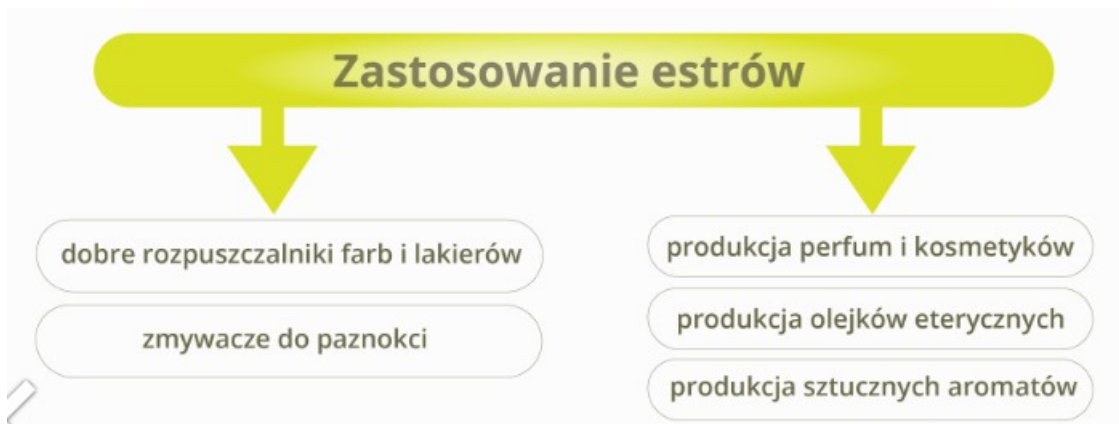 Zastosowanie estrów
dobre rozpuszczalniki farb i lakierów
zmywacze do paznokci
produkcja perfum i kosmetyków
produkcja olejków eterycznych
produkcja sztucznych aromatów